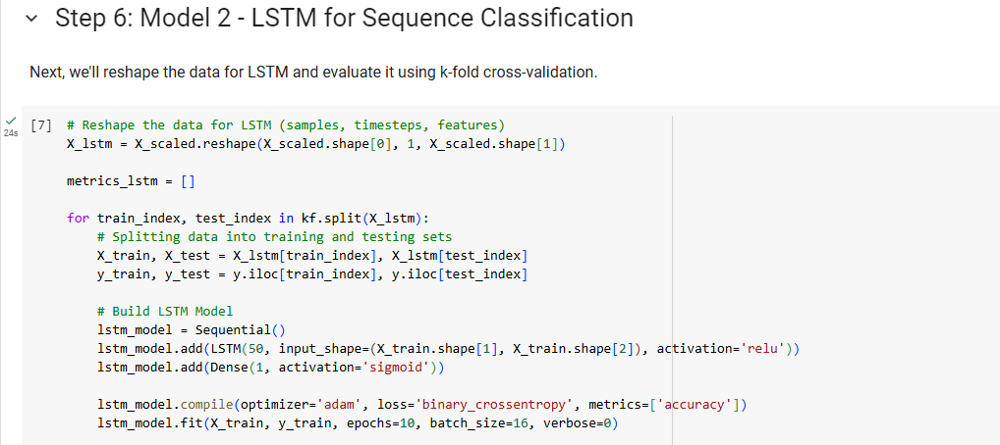 Step 6: Model 2 - LSTM for Sequence Classification
Next, we'll reshape the data for LSTM and evaluate it using k-fold cross-validation.
24s
[7]
# Reshape the data for LSTM (samples, timesteps, features)
X_lstm = X_scaled.reshape(X_scaled.shape[0], 1, X_scaled.shape[1])
metrics_lstm = []
for train_index, test_index in kf.split(X_lstm):
    # Splitting data into training and testing sets
    X_train, X_test = X_lstm[train_index], X_lstm[test_index]
    y_train, y_test = y.iloc[train_index], y.iloc[test_index]
    # Build LSTM Model
    lstm_model = Sequential()
    lstm_model.add(LSTM(50, input_shape=(X_train.shape[1], X_train.shape[2]), activation='relu'))
    lstm_model.add(Dense(1, activation='sigmoid'))
    lstm_model.compile(optimizer='adam', loss='binary_crossentropy', metrics=['accuracy'])
    lstm_model.fit(X_train, y_train, epochs=10, batch_size=16, verbose=0)